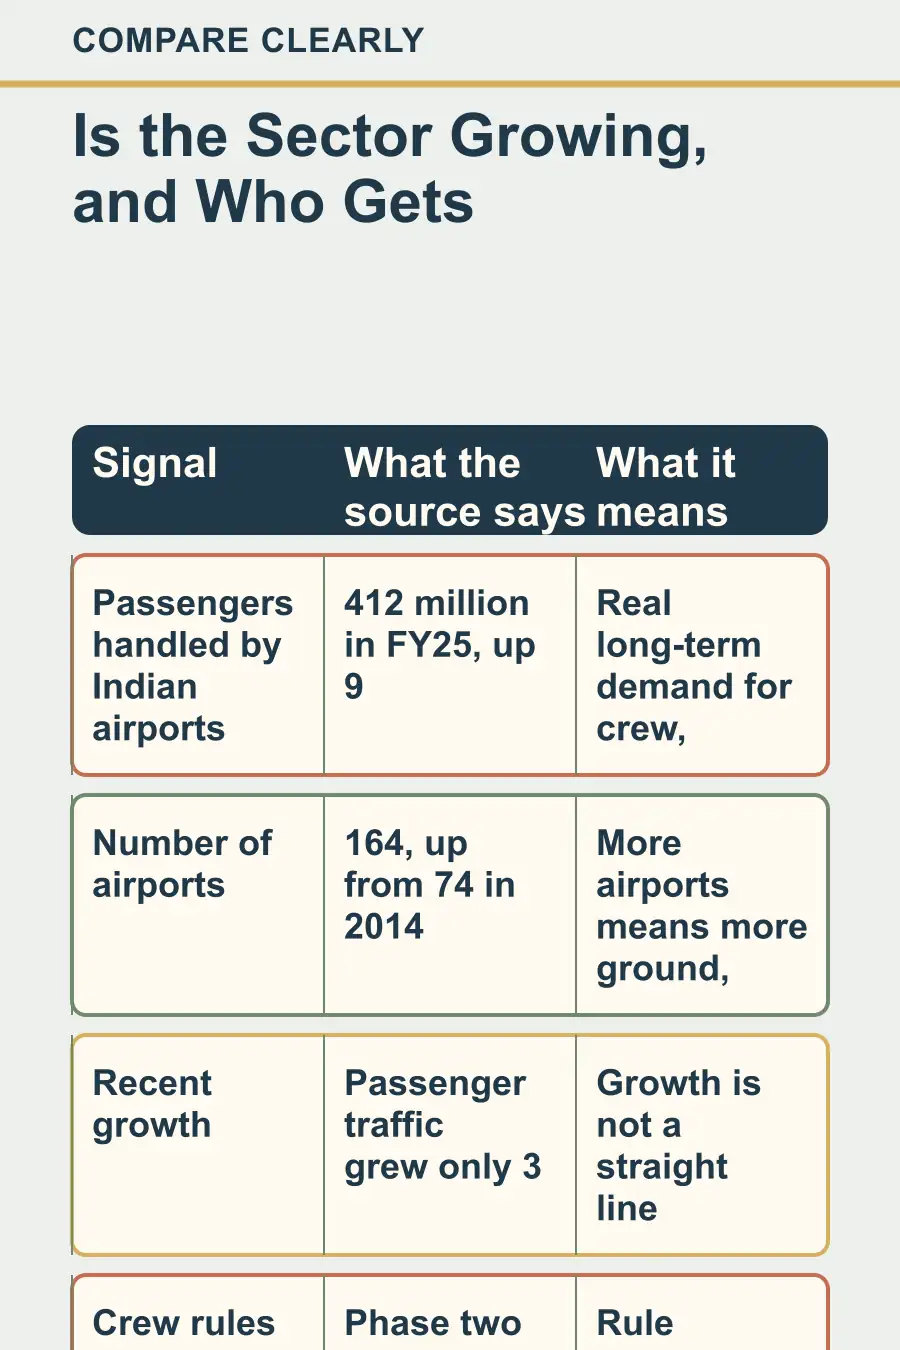 COMPARE CLEARLY
Is the Sector Growing,
and Who Gets
Signal
What the
source says
What it
means
Passengers
handled by
Indian
airports
412 million
in FY25, up
9
Real
long-term
demand for
crew,
Number of
airports
164, up
from 74 in
2014
More
airports
means more
ground,
Recent
growth
Passenger
traffic
grew only 3
Growth is
not a
straight
line
Crew rules
Phase two
Rule